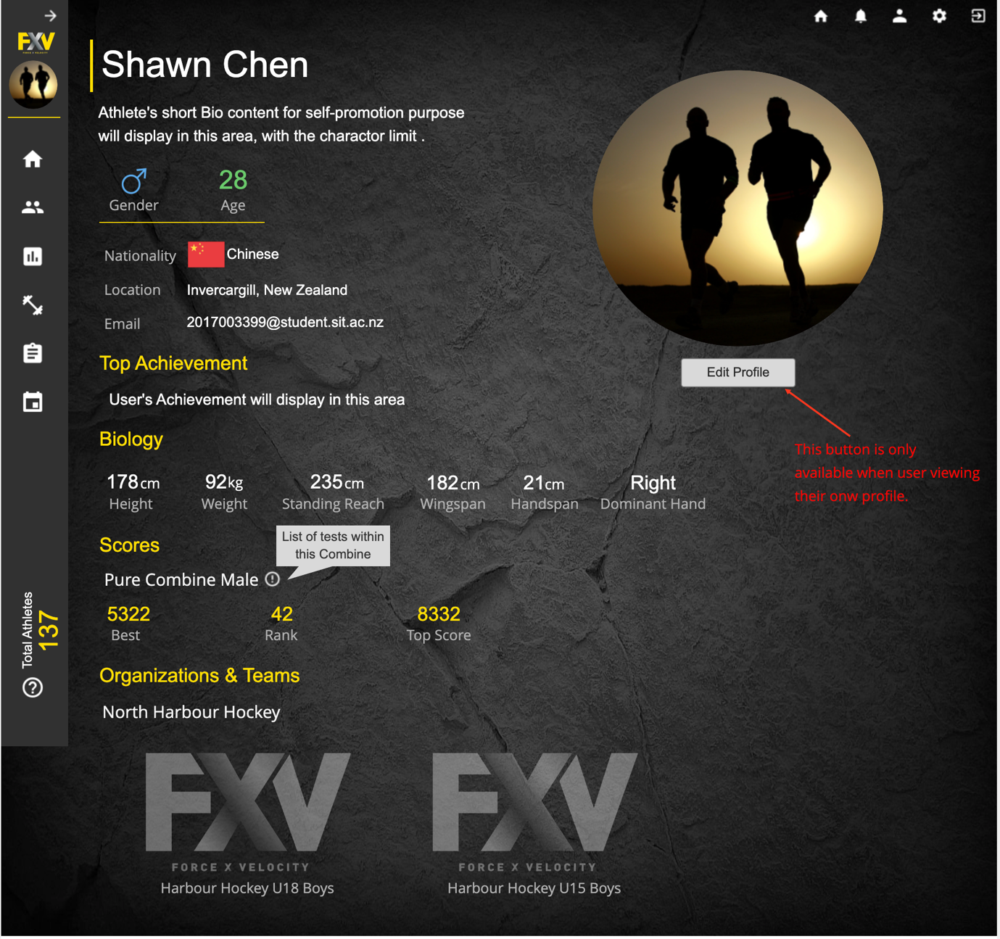 FXV
FORCE X VELOCITY
Shawn Chen
Athlete's short Bio content for self-promotion purpose
will display in this area, with the charactor limit .
28
Gender
Age
Nationality
Chinese
Location
Invercargill, New Zealand
Email
2017003399@student.sit.ac.nz
Edit Profile
This button is only
available when user viewing
their onw profile.
Top Achievement
User's Achievement will display in this area
Biology
178cm
92kg
235cm
182cm
21cm
Right
Height
Weight
Standing Reach
Wingspan
Handspan
Dominant Hand
Scores
List of tests within
this Combine
Pure Combine Male
5322
42
8332
Best
Rank
Top Score
Total Athletes
137
Organizations & Teams
North Harbour Hockey
FXV
FORCE X VELOCITY
Harbour Hockey U18 Boys
FXV
FORCE X VELOCITY
Harbour Hockey U15 Boys